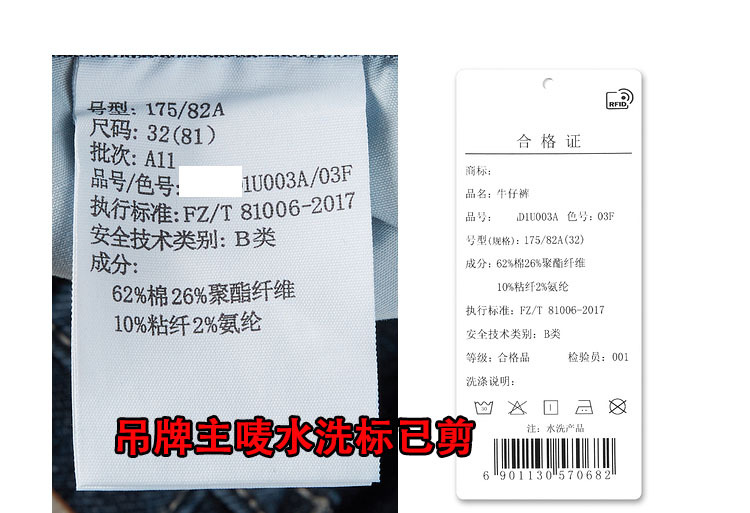 号型: 175/82A
尺码: 32(81)
批次: A11
品号/色号: D1U003A/03F
执行标准: FZ/T 81006-2017
安全技术类别: B类
成分:
62%棉26%聚酯纤维
10%粘纤2%氨纶
RFID
合格证
商标:
品名: 牛仔裤
品号: D1U003A 色号: 03F
号型(规格): 175/82A(32)
成分: 62%棉26%聚酯纤维
10%粘纤2%氨纶
执行标准: FZ/T 81006-2017
安全技术类别: B类
等级: 合格品 检验员: 001
洗涤说明:
30
注: 水洗产品
6 901130 570682
吊牌主唛水洗标已剪